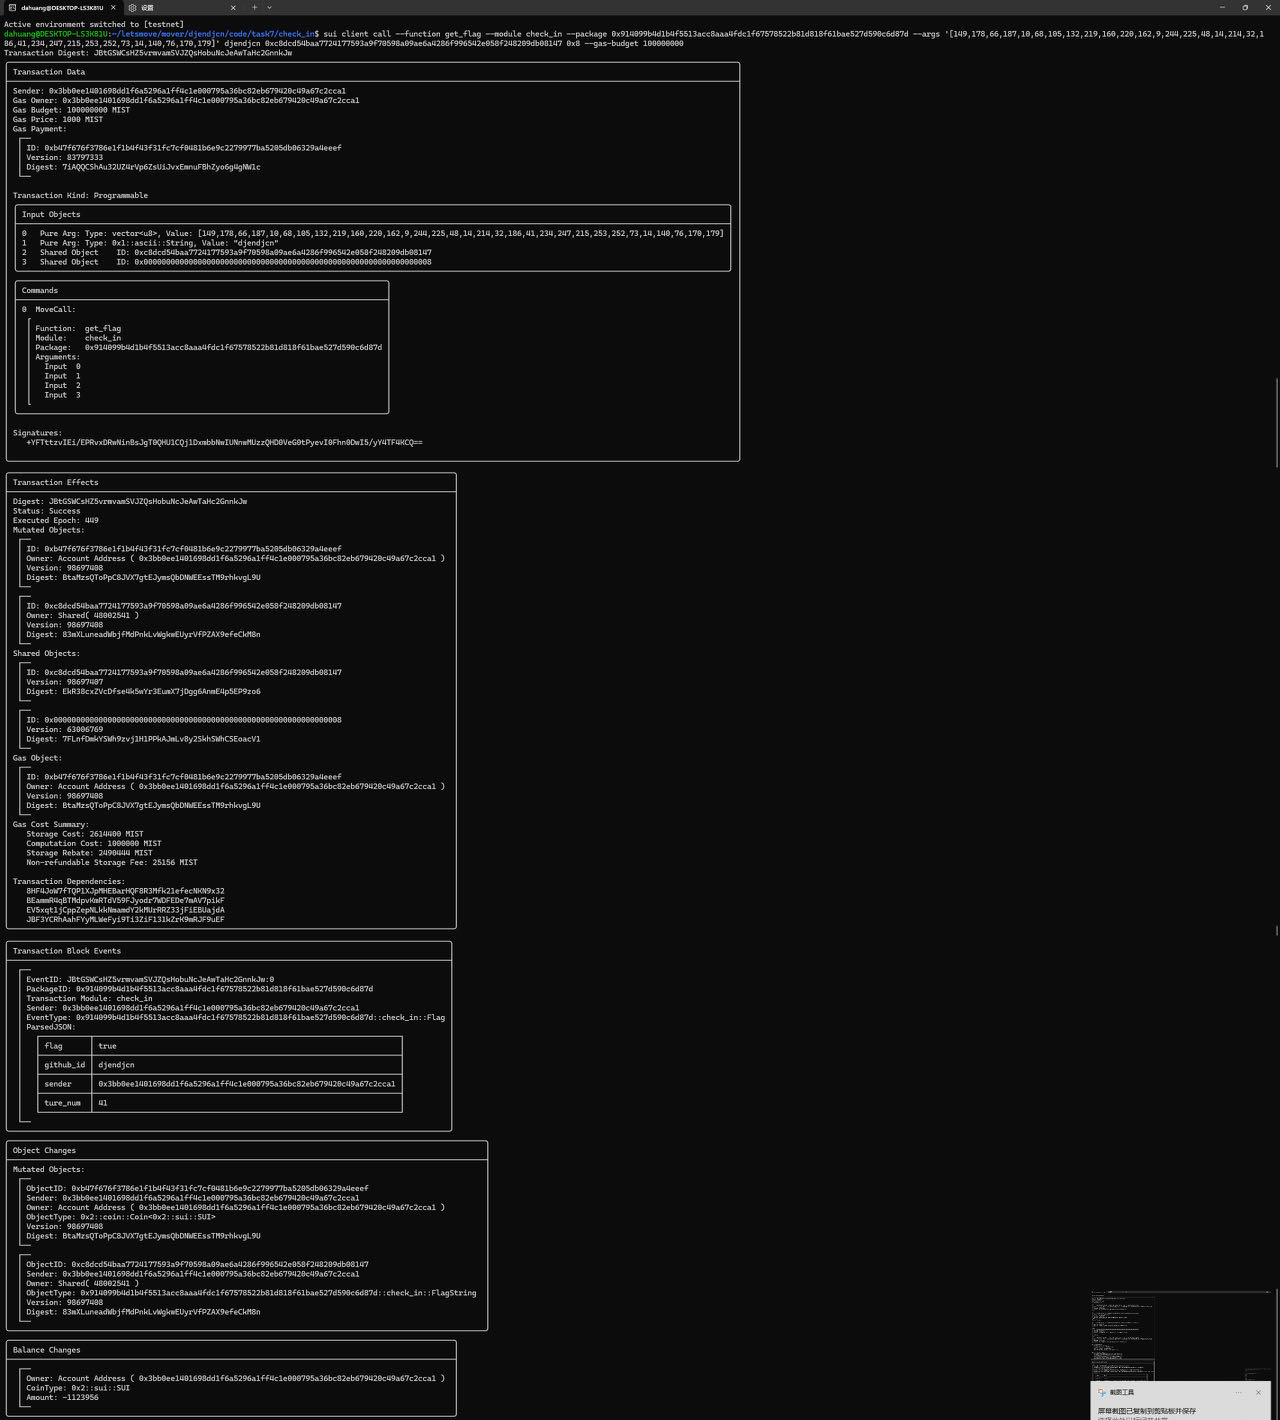 dahuang@DESKTOP-LS3K81U: ~/
设置
Active environment switched to [testnet]
dahuang@DESKTOP-LS3K81U:~/letsmove/mover/djendjcn/code/task7/check_in$ sui client call --function get_flag --module check_in --package 0x914099b4d1b4f5513acc8aaa4fdc1f67578522b81d818f61bae527d590c6d87d --args '[149,178,66,187,10,68,105,132,219,160,220,162,9,244,225,48,14,214,32,1
86,41,234,247,215,253,252,73,14,140,76,170,179]' djendjcn 0xc8dcd54baa7724177593a9f70598a09ae6a4286f996542e058f248209db08147 0x8 --gas-budget 100000000
Transaction Digest: JBtGSWCsHZ5vrmvamSVJZQsHobuNcJeAwTaHc2GnnkJw
Transaction Data
Sender: 0x3bb0ee1401698dd1f6a5296a1ff4c1e000795a36bc82eb679420c49a67c2cca1
Gas Owner: 0x3bb0ee1401698dd1f6a5296a1ff4c1e000795a36bc82eb679420c49a67c2cca1
Gas Budget: 100000000 MIST
Gas Price: 1000 MIST
Gas Payment:
ID: 0xb47f676f3786e1f1b4f43f31fc7cf0481b6e9c2279977ba5205db06329a4eeef
Version: 83797333
Digest: 7iAQQCShAu32UZ4rVp6ZsUiJvxEmnuFBhZyo6g4gNW1c
Transaction Kind: Programmable
Input Objects
0 Pure Arg: Type: vector<u8>, Value: [149,178,66,187,10,68,105,132,219,160,220,162,9,244,225,48,14,214,32,186,41,234,247,215,253,252,73,14,140,76,170,179]
1 Pure Arg: Type: 0x1::ascii::String, Value: "djendjcn"
2 Shared Object ID: 0xc8dcd54baa7724177593a9f70598a09ae6a4286f996542e058f248209db08147
3 Shared Object ID: 0x0000000000000000000000000000000000000000000000000000000000000008
Commands
0 MoveCall:
Function: get_flag
Module: check_in
Package: 0x914099b4d1b4f5513acc8aaa4fdc1f67578522b81d818f61bae527d590c6d87d
Arguments:
Input 0
Input 1
Input 2
Input 3
Signatures:
+YFTttzvIEi/EPRvxDRwNinBsJgT0QHU1CQj1DxmbbNwIUNnwMUzzQHD0VeG0tPyevI0Fhn0DwI5/yY4TF4KCQ==
Transaction Effects
Digest: JBtGSWCsHZ5vrmvamSVJZQsHobuNcJeAwTaHc2GnnkJw
Status: Success
Executed Epoch: 449
Mutated Objects:
ID: 0xb47f676f3786e1f1b4f43f31fc7cf0481b6e9c2279977ba5205db06329a4eeef
Owner: Account Address ( 0x3bb0ee1401698dd1f6a5296a1ff4c1e000795a36bc82eb679420c49a67c2cca1 )
Version: 98697408
Digest: BtaMzsQToPpC8JVX7gtEJymsQbDNWEEssTM9rhkvgL9U
ID: 0xc8dcd54baa7724177593a9f70598a09ae6a4286f996542e058f248209db08147
Owner: Shared( 48002541 )
Version: 98697408
Digest: 83mXLuneadWbjfMdPnkLvWgkwEUyrVfPZAX9efeCkM8n
Shared Objects:
ID: 0xc8dcd54baa7724177593a9f70598a09ae6a4286f996542e058f248209db08147
Version: 98697407
Digest: EkR38cxZVcDfse4k5wYr3EumX7jDgg6AnmE4p5EP9zo6
ID: 0x0000000000000000000000000000000000000000000000000000000000000008
Version: 63006769
Digest: 7FLnfDmkYSWh9zvj1H1PPkAJmLv8y2SkhSWhCSEoacV1
Gas Object:
ID: 0xb47f676f3786e1f1b4f43f31fc7cf0481b6e9c2279977ba5205db06329a4eeef
Owner: Account Address ( 0x3bb0ee1401698dd1f6a5296a1ff4c1e000795a36bc82eb679420c49a67c2cca1 )
Version: 98697408
Digest: BtaMzsQToPpC8JVX7gtEJymsQbDNWEEssTM9rhkvgL9U
Gas Cost Summary:
Storage Cost: 2614400 MIST
Computation Cost: 1000000 MIST
Storage Rebate: 2490444 MIST
Non-refundable Storage Fee: 25156 MIST
Transaction Dependencies:
8HF4JoW7fTQP1XJpMHEBarHQF8R3Mfk21efecNKN9x32
BEammR4qBTMdpvKmRTdV59FJyodr7WDFEDe7mAV7pikF
EV5xqt1jCppZepNLkkNmamdY2kMUrRRZ33jFiEBUajdA
JBF3YCRhAahFYyMLWeFyi9Ti3ZiF131kZrK9mRJF9uEF
Transaction Block Events
EventID: JBtGSWCsHZ5vrmvamSVJZQsHobuNcJeAwTaHc2GnnkJw:0
PackageID: 0x914099b4d1b4f5513acc8aaa4fdc1f67578522b81d818f61bae527d590c6d87d
Transaction Module: check_in
Sender: 0x3bb0ee1401698dd1f6a5296a1ff4c1e000795a36bc82eb679420c49a67c2cca1
EventType: 0x914099b4d1b4f5513acc8aaa4fdc1f67578522b81d818f61bae527d590c6d87d::check_in::Flag
ParsedJSON:
flag true
github_id djendjcn
sender 0x3bb0ee1401698dd1f6a5296a1ff4c1e000795a36bc82eb679420c49a67c2cca1
ture_num 41
Object Changes
Mutated Objects:
ObjectID: 0xb47f676f3786e1f1b4f43f31fc7cf0481b6e9c2279977ba5205db06329a4eeef
Sender: 0x3bb0ee1401698dd1f6a5296a1ff4c1e000795a36bc82eb679420c49a67c2cca1
Owner: Account Address ( 0x3bb0ee1401698dd1f6a5296a1ff4c1e000795a36bc82eb679420c49a67c2cca1 )
ObjectType: 0x2::coin::Coin<0x2::sui::SUI>
Version: 98697408
Digest: BtaMzsQToPpC8JVX7gtEJymsQbDNWEEssTM9rhkvgL9U
ObjectID: 0xc8dcd54baa7724177593a9f70598a09ae6a4286f996542e058f248209db08147
Sender: 0x3bb0ee1401698dd1f6a5296a1ff4c1e000795a36bc82eb679420c49a67c2cca1
Owner: Shared( 48002541 )
ObjectType: 0x914099b4d1b4f5513acc8aaa4fdc1f67578522b81d818f61bae527d590c6d87d::check_in::FlagString
Version: 98697408
Digest: 83mXLuneadWbjfMdPnkLvWgkwEUyrVfPZAX9efeCkM8n
Balance Changes
Owner: Account Address ( 0x3bb0ee1401698dd1f6a5296a1ff4c1e000795a36bc82eb679420c49a67c2cca1 )
CoinType: 0x2::sui::SUI
Amount: -1123956
截图工具
屏幕截图已复制到剪贴板并保存